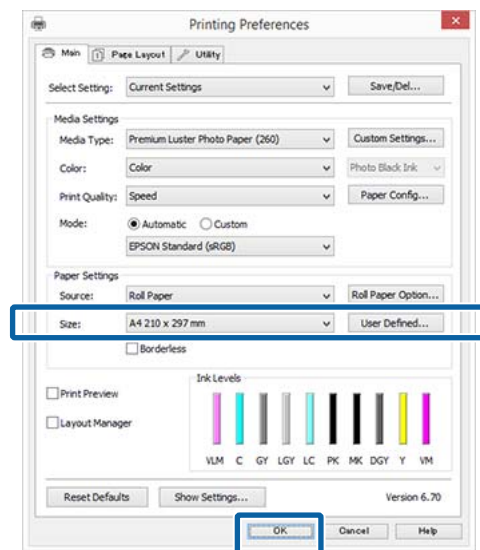 Printing Preferences
Main Page Layout Utility
Select Setting: Current Settings Save/Del...
Media Settings
Media Type: Premium Luster Photo Paper (260) Custom Settings...
Color: Color Photo Black Ink
Print Quality: Speed Paper Config...
Mode: Automatic Custom
EPSON Standard (sRGB)
Paper Settings
Source: Roll Paper Roll Paper Option...
Size: A4 210 x 297 mm User Defined...
Borderless
Ink Levels
Print Preview
Layout Manager
VLM C GY LGY LC PK MK DGY Y VM
Reset Defaults Show Settings... Version 6.70
OK Cancel Help